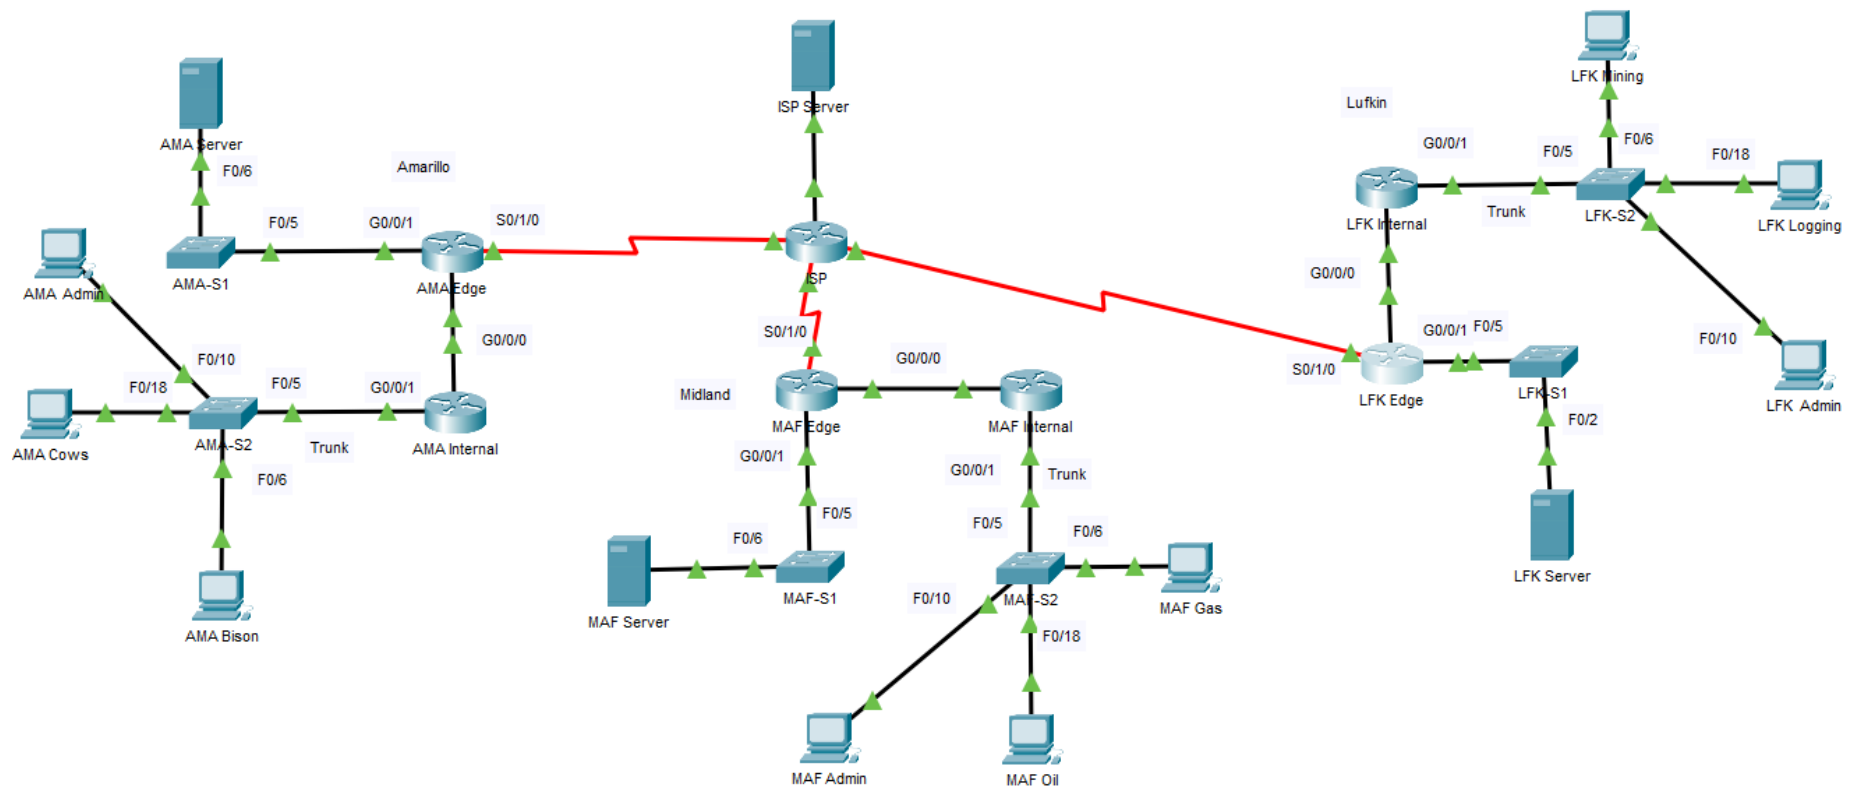 LFK Mining
Lufkin
ISP Server
AMA Server
F0/6
Amarillo
G0/0/1
F0/5
F0/6
F0/18
LFK Internal
Trunk
LFK-S2
LFK Logging
F0/5
G0/0/1
S0/1/0
AMA Admin
AMA-S1
AMA Edge
ISP
G0/0/0
S0/1/0
G0/0/0
G0/0/1
F0/5
F0/10
F0/10
F0/18
F0/5
G0/0/1
G0/0/0
S0/1/0
LFK Edge
LFK-S1
LFK Admin
Midland
MAF Edge
MAF Internal
F0/2
AMA Cows
AMA-S2
Trunk
AMA Internal
F0/6
G0/0/1
G0/0/1
Trunk
F0/5
F0/5
F0/6
F0/6
LFK Server
MAF Server
MAF-S1
F0/10
MAF-S2
MAF Gas
AMA Bison
F0/18
MAF Admin
MAF Oil